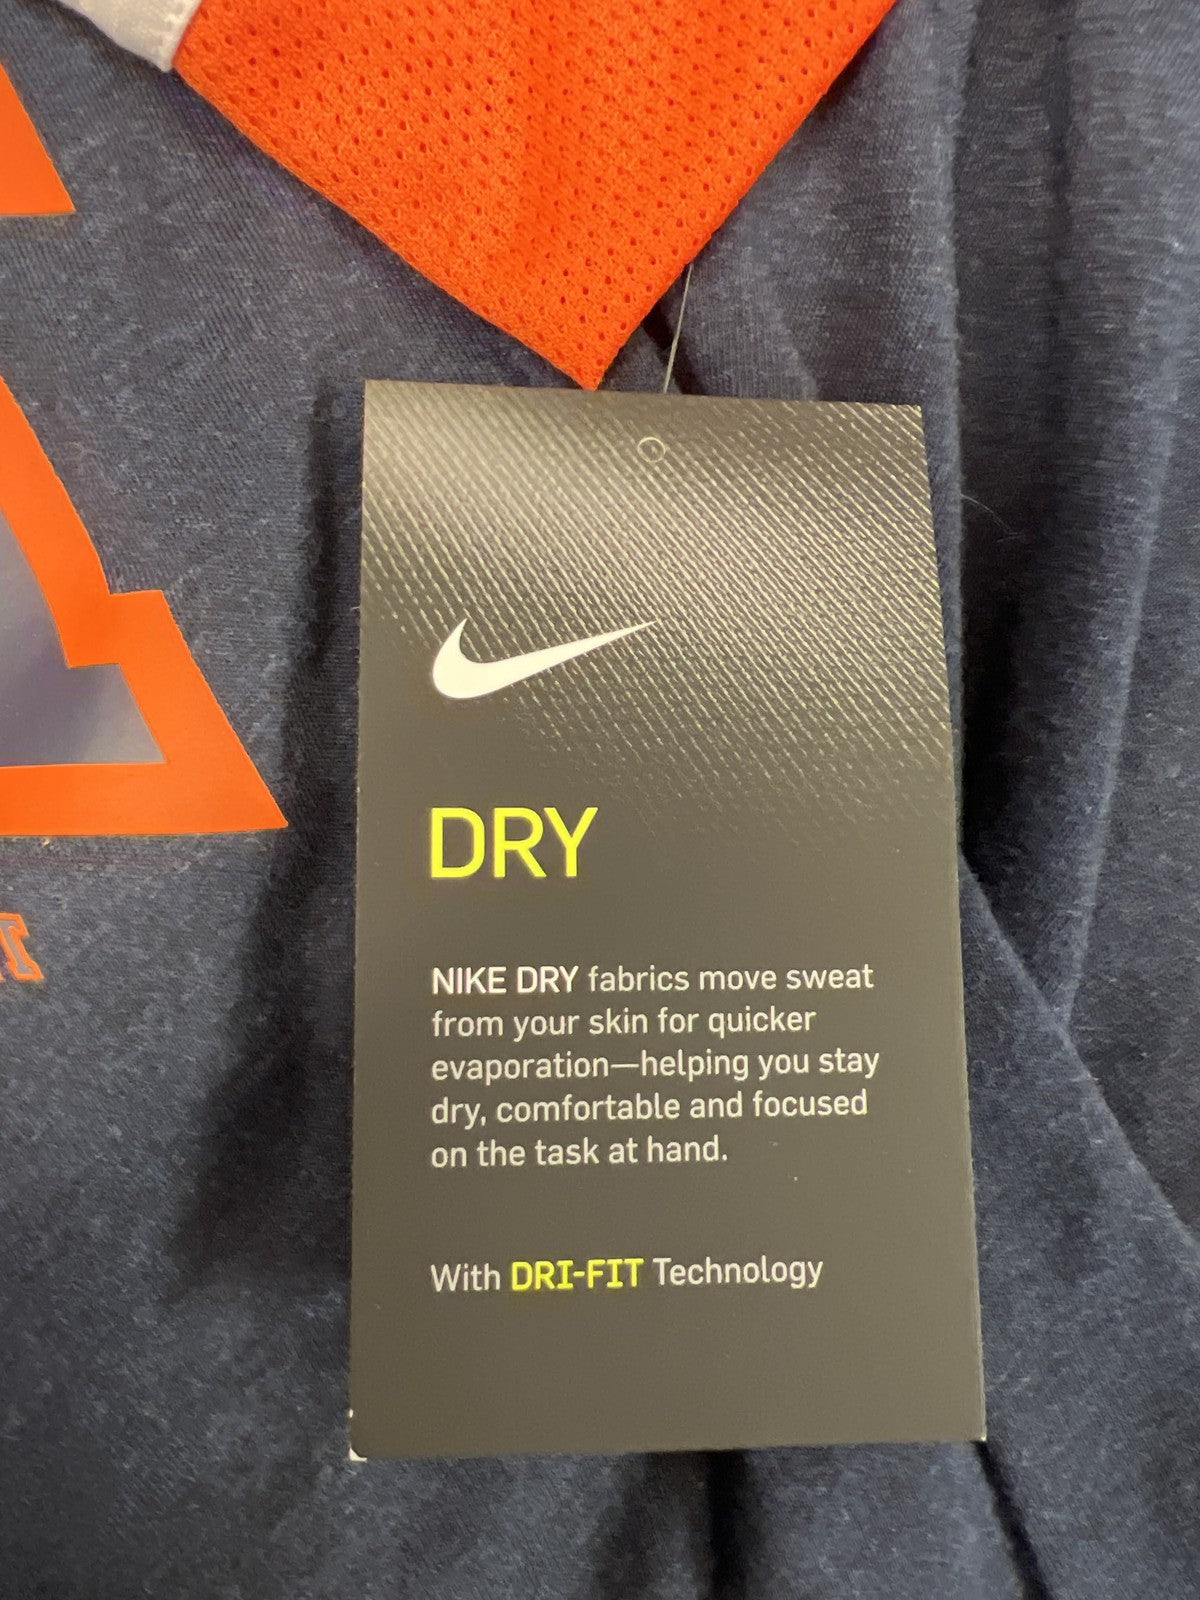 DRY
NIKE DRY fabrics move sweat
from your skin for quicker
evaporation—helping you stay
dry, comfortable and focused
on the task at hand.
With DRI-FIT Technology